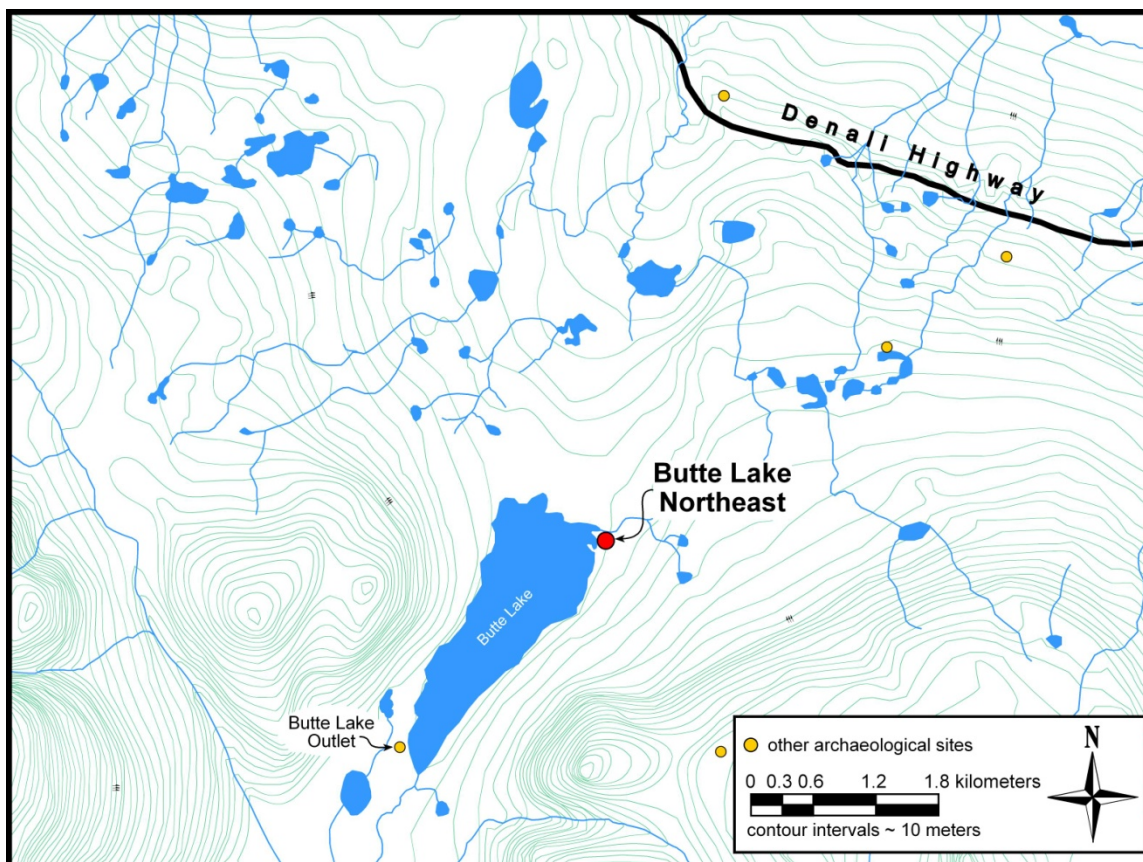 Denali Highway
Butte Lake
Northeast
Butte Lake
Butte Lake
Outlet
N
other archaeological sites
0 0.3 0.6 1.2 1.8 kilometers
contour intervals ~ 10 meters